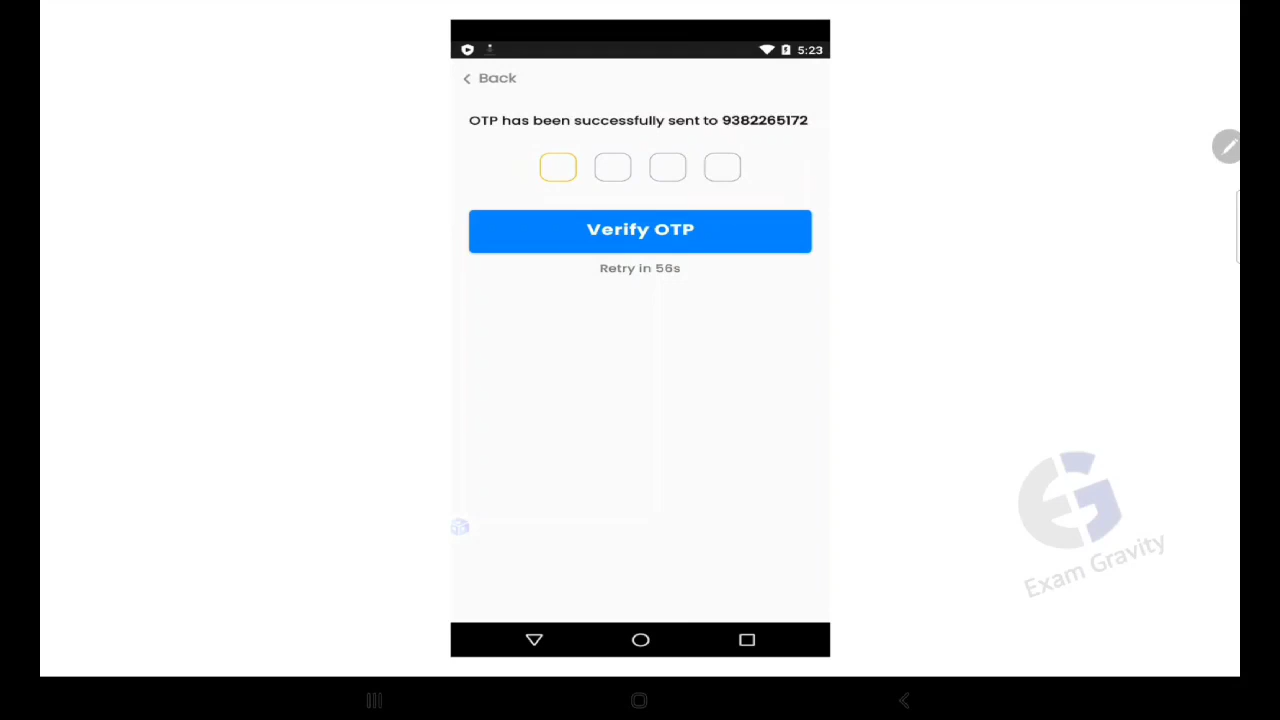 5:23
Back
OTP has been successfully sent to 9382265172
Verify OTP
Retry in 56s
Exam Gravity